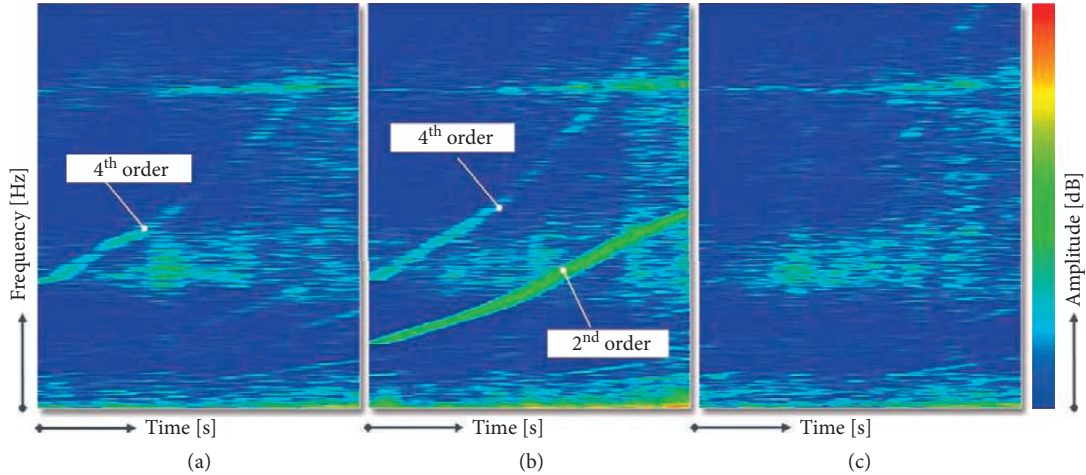 4th order
4th order
2nd order
Frequency [Hz]
Amplitude [dB]
Time [s]
Time [s]
Time [s]
(a)
(b)
(c)